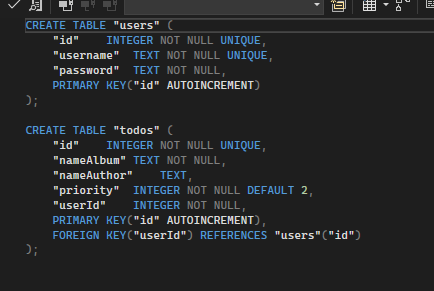 CREATE TABLE "users" (
"id" INTEGER NOT NULL UNIQUE,
"username" TEXT NOT NULL UNIQUE,
"password" TEXT NOT NULL,
PRIMARY KEY("id" AUTOINCREMENT)
);
CREATE TABLE "todos" (
"id" INTEGER NOT NULL UNIQUE,
"nameAlbum" TEXT NOT NULL,
"nameAuthor" TEXT,
"priority" INTEGER NOT NULL DEFAULT 2,
"userId" INTEGER NOT NULL,
PRIMARY KEY("id" AUTOINCREMENT),
FOREIGN KEY("userId") REFERENCES "users"("id")
);